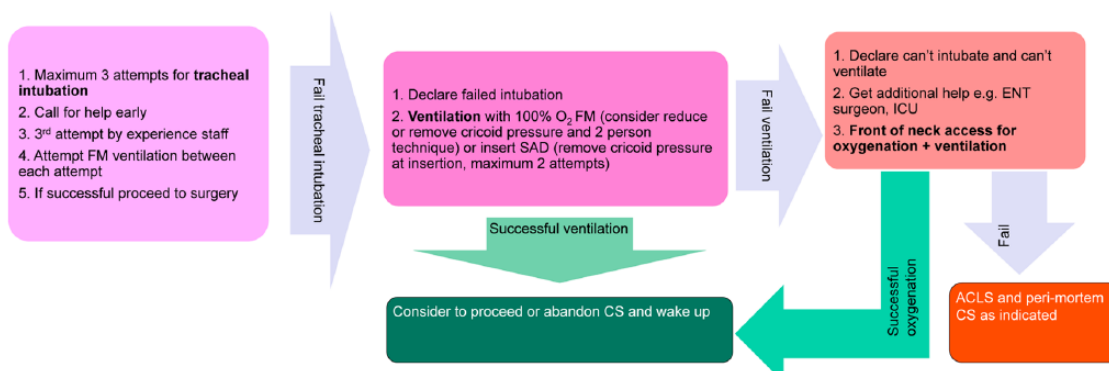 1. Maximum 3 attempts for tracheal
intubation
2. Call for help early
3. 3rd attempt by experience staff
4. Attempt FM ventilation between
each attempt
5. If successful proceed to surgery
Fail tracheal intubation
1. Declare failed intubation
2. Ventilation with 100% O₂ FM (consider reduce
or remove cricoid pressure and 2 person
technique) or insert SAD (remove cricoid pressure
at insertion, maximum 2 attempts)
Fail ventilation
1. Declare can’t intubate and can’t
ventilate
2. Get additional help e.g. ENT
surgeon, ICU
3. Front of neck access for
oxygenation + ventilation
Successful ventilation
Successful
oxygenation
Fail
Consider to proceed or abandon CS and wake up
ACLS and peri-mortem
CS as indicated